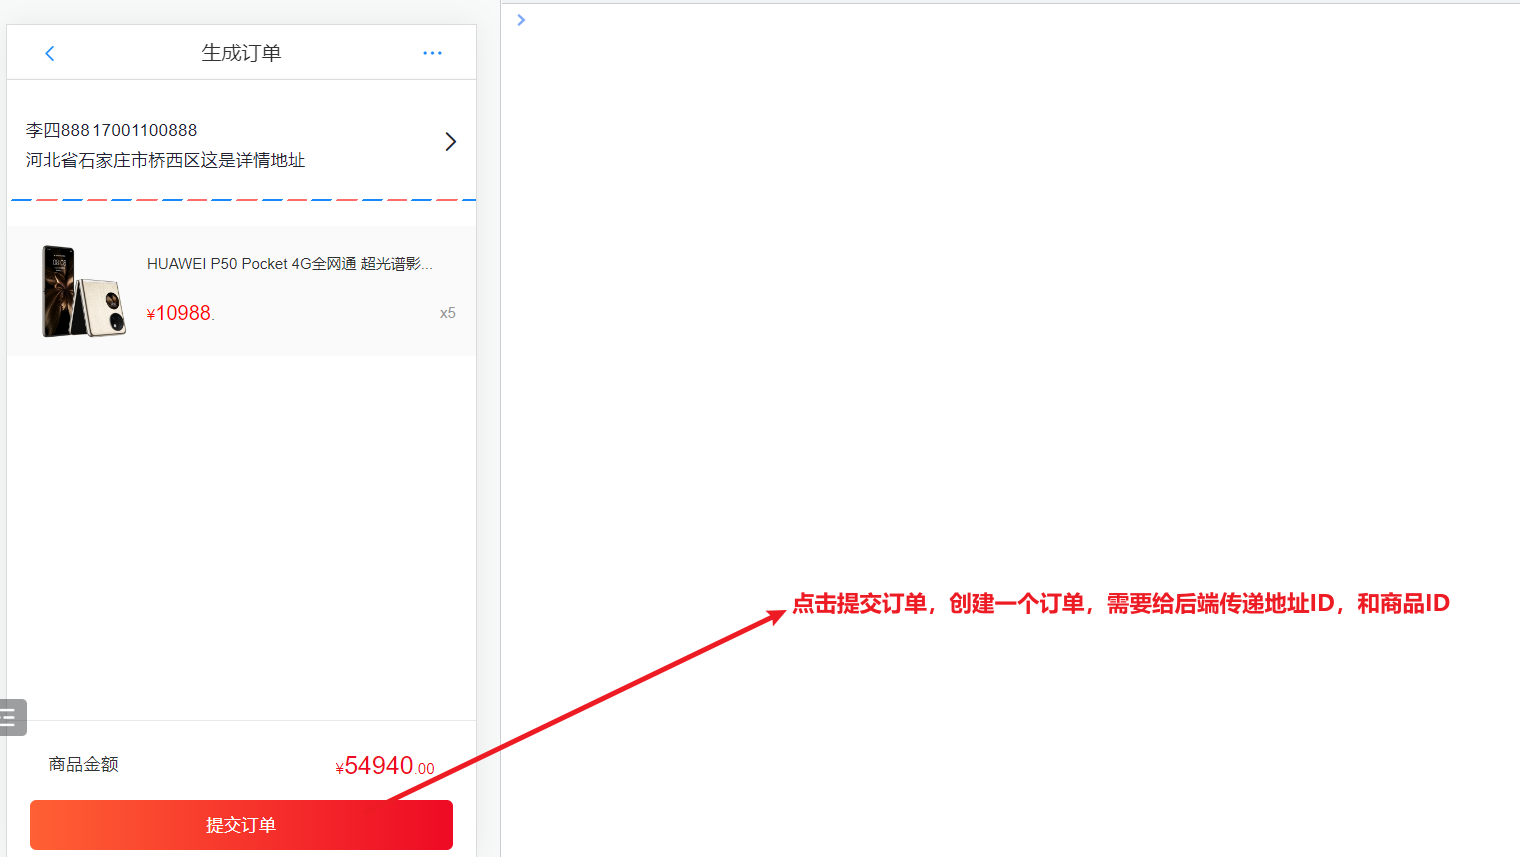 生成订单
李四888 17001100888
河北省石家庄市桥西区这是详情地址
HUAWEI P50 Pocket 4G全网通 超光谱影...
¥10988.
x5
点击提交订单，创建一个订单，需要给后端传递地址ID，和商品ID
商品金额
¥54940.00
提交订单